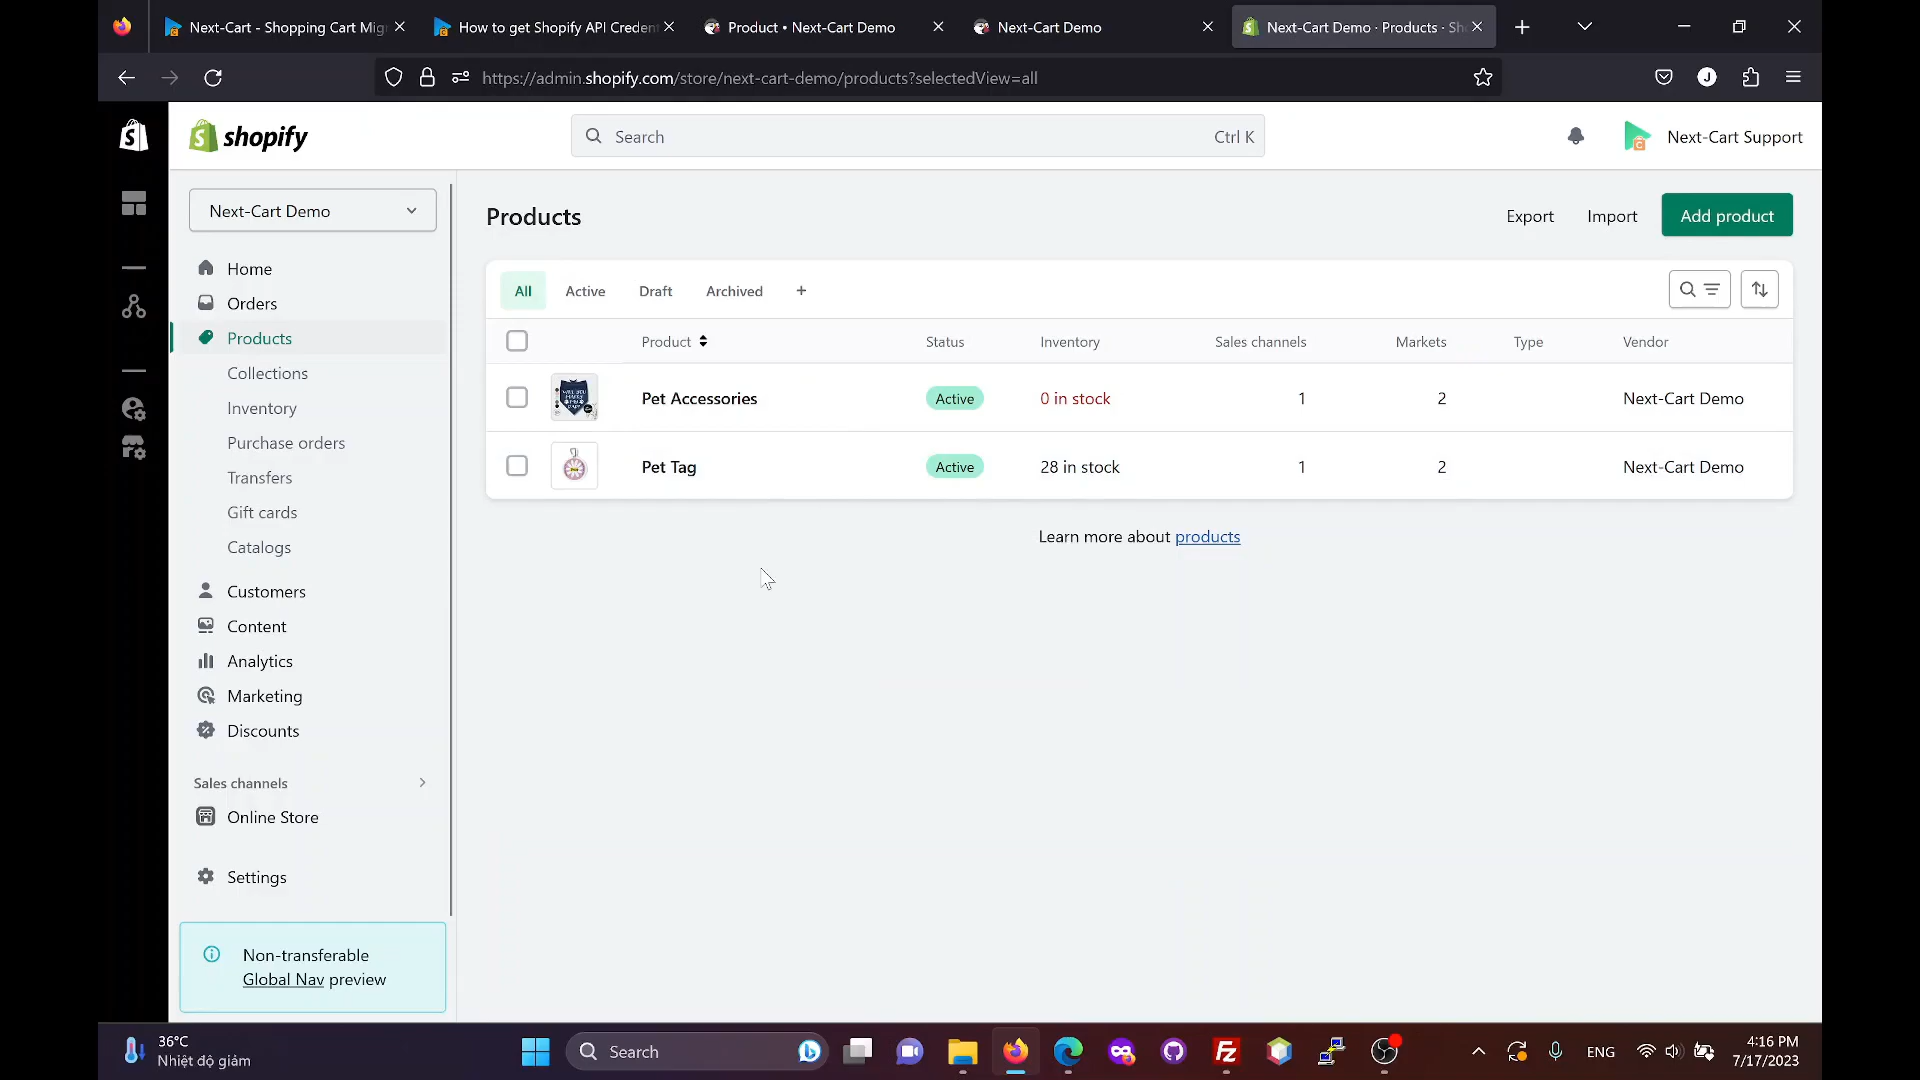 Next-Cart - Shopping Cart Mig
How to get Shopify API Creden
Product • Next-Cart Demo
Next-Cart Demo
Next-Cart Demo · Products · Sh
https://admin.shopify.com/store/next-cart-demo/products?selectedView=all
J
shopify
Search
Ctrl K
Next-Cart Support
Next-Cart Demo
Home
Orders
Products
Collections
Inventory
Purchase orders
Transfers
Gift cards
Catalogs
Customers
Content
Analytics
Marketing
Discounts
Sales channels
Online Store
Settings
Non-transferable
Global Nav preview
Products
Export
Import
Add product
All
Active
Draft
Archived
+
Product
Status
Inventory
Sales channels
Markets
Type
Vendor
Pet Accessories
Active
0 in stock
1
2
Next-Cart Demo
Pet Tag
Active
28 in stock
1
2
Next-Cart Demo
Learn more about products
36°C
Nhiệt độ giảm
Search
ENG
4:16 PM
7/17/2023